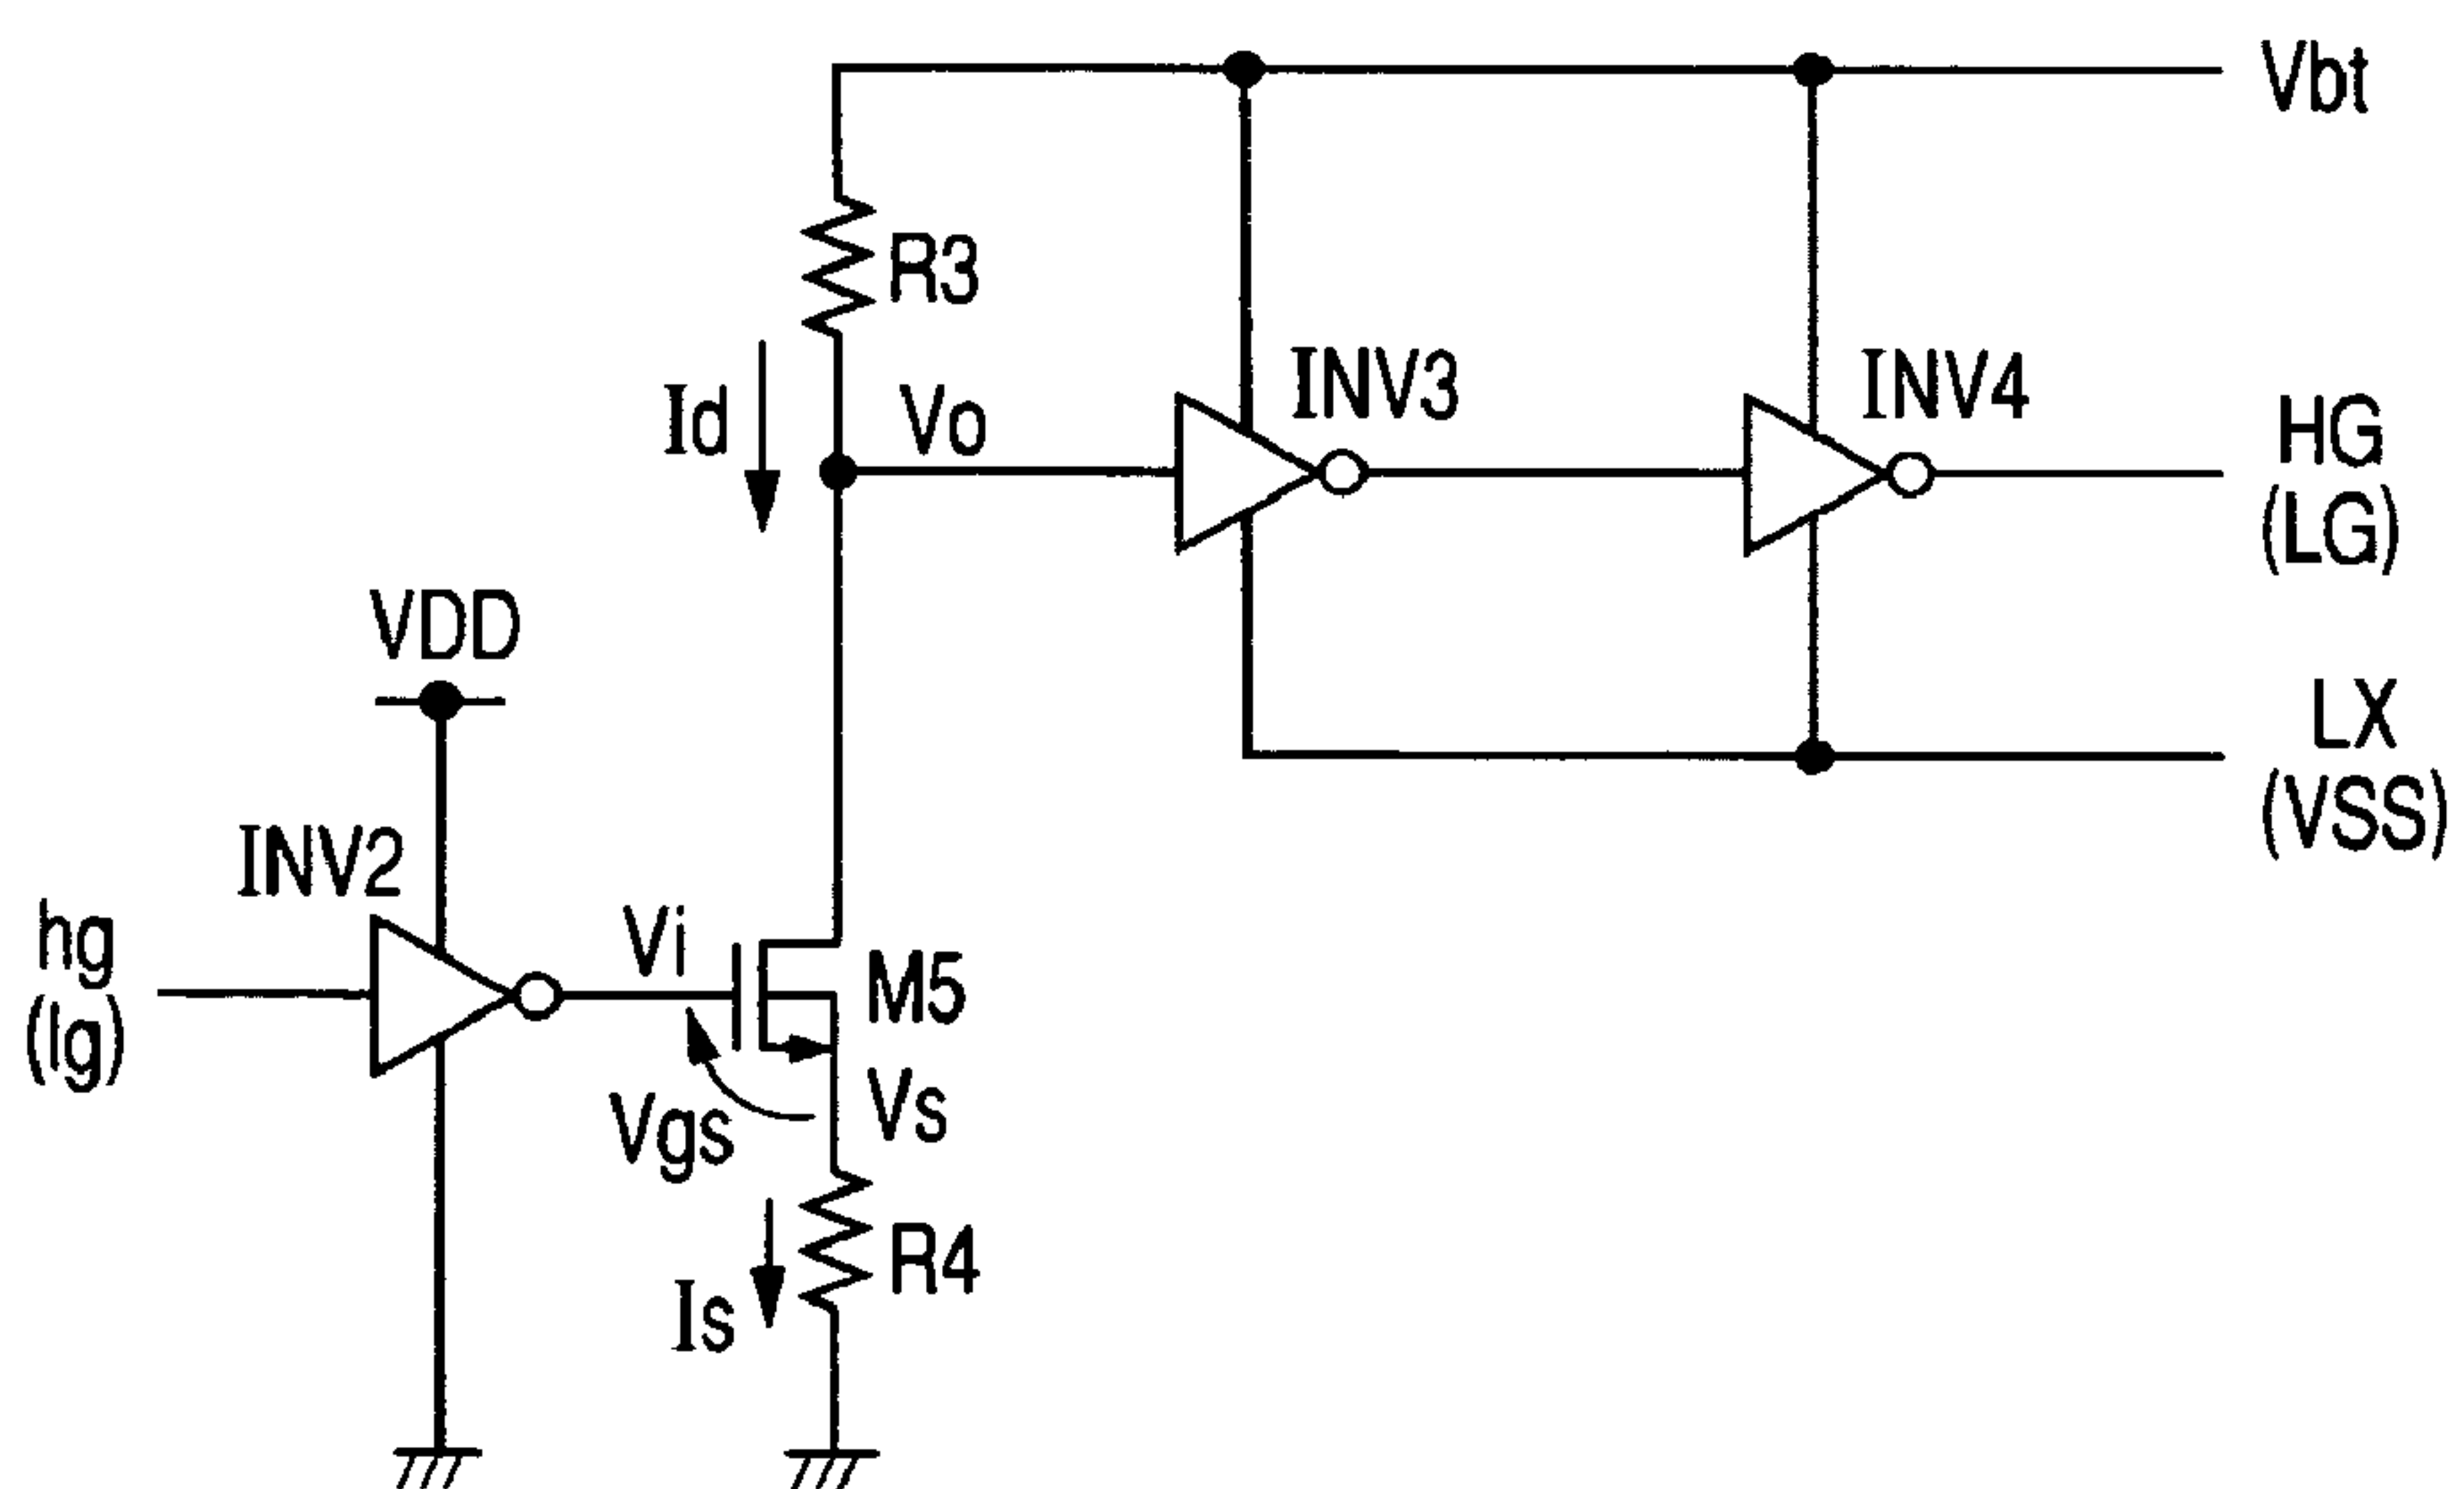 Vbt
R3
INV3
INV4
Id
Vo
HG
(LG)
VDD
LX
(VSS)
INV2
hg
(lg)
Vi
M5
Vgs
Vs
R4
Is